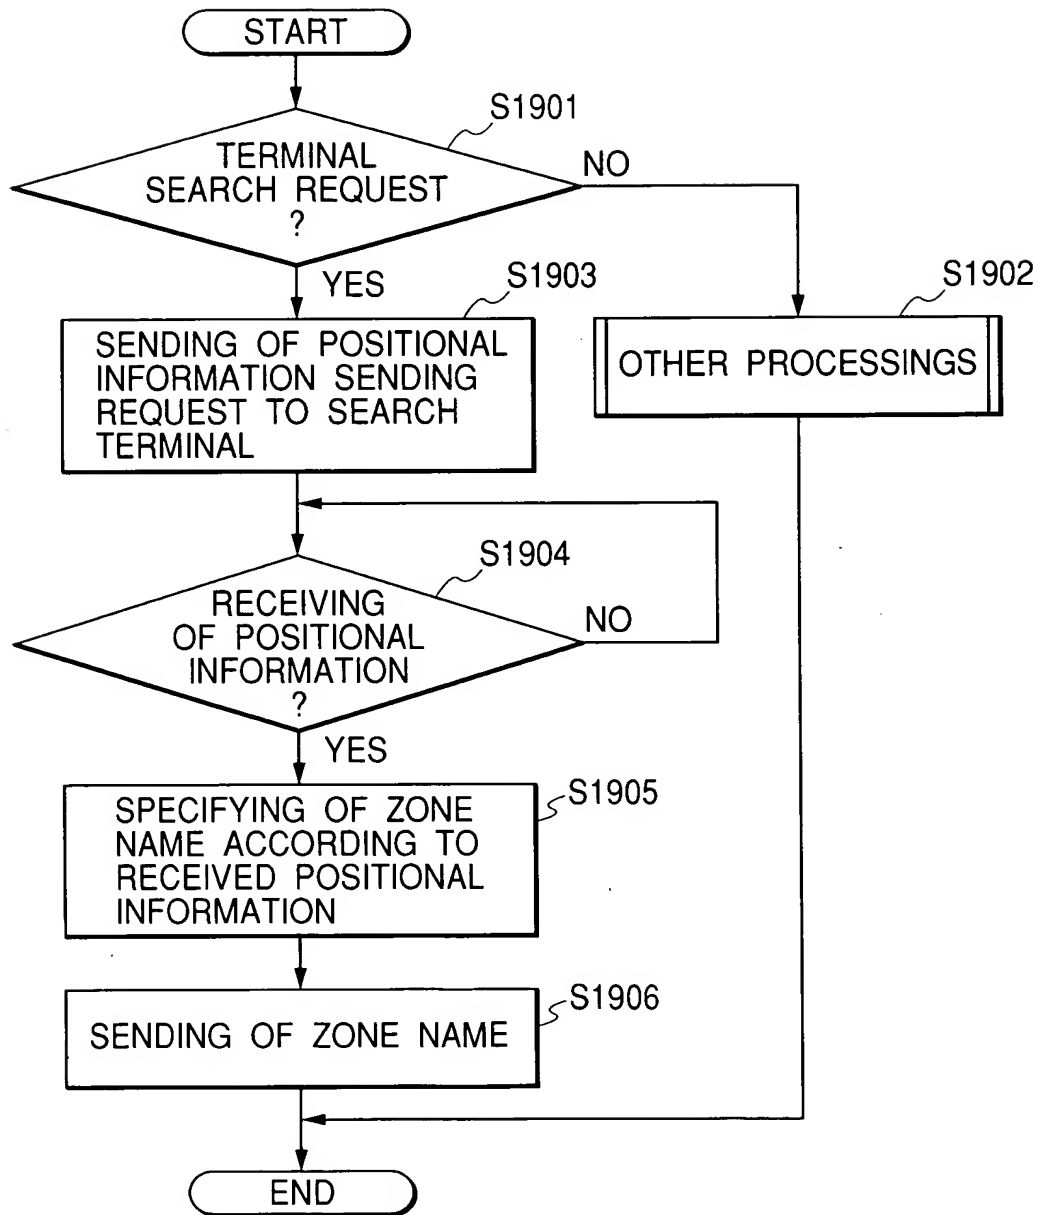 START
S1901
TERMINAL
SEARCH REQUEST
?
NO
YES
S1903
S1902
SENDING OF POSITIONAL
INFORMATION SENDING
REQUEST TO SEARCH
TERMINAL
OTHER PROCESSINGS
S1904
RECEIVING
OF POSITIONAL
INFORMATION
?
NO
YES
S1905
SPECIFYING OF ZONE
NAME ACCORDING TO
RECEIVED POSITIONAL
INFORMATION
S1906
SENDING OF ZONE NAME
END